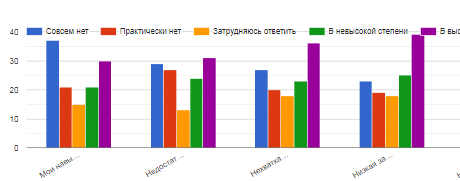 40 Совсем нет Практически нет Затрудняюсь ответить В невысокой степени В выс
30
20
10
0
Мои навы... Недостат... Нехватка... Низкая за...